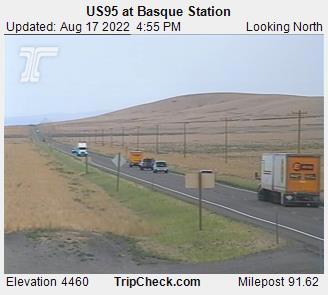 US95 at Basque Station
Updated: Aug 17 2022 4:55 PM Looking North
Elevation 4460 TripCheck.com Milepost 91.62